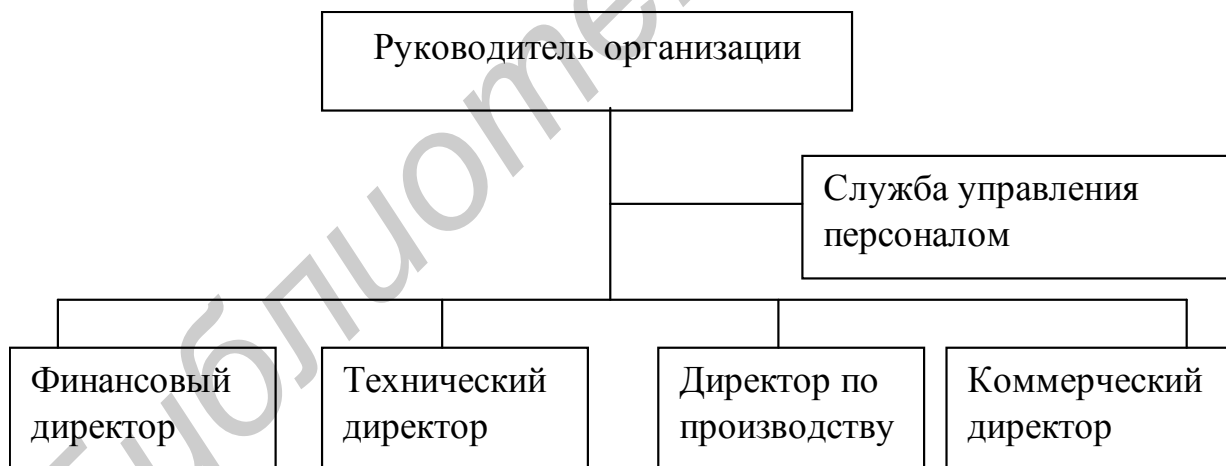 Руководитель организации
Служба управления
персоналом
Финансовый
директор
Технический
директор
Директор по
производству
Коммерческий
директор